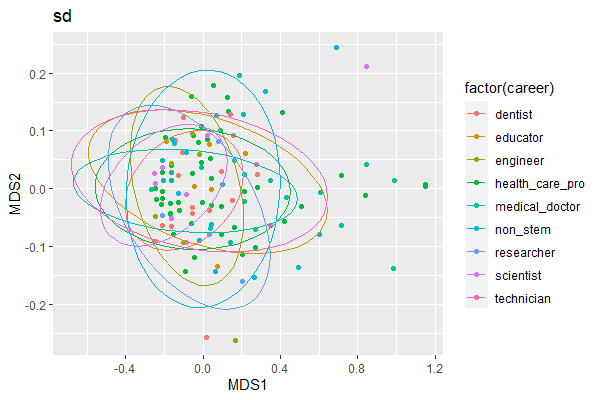 sd
MDS2
0.2
0.1
0.0
-0.1
-0.2
-0.4
0.0
0.4
0.8
1.2
MDS1
factor(career)
dentist
educator
engineer
health_care_pro
medical_doctor
non_stem
researcher
scientist
technician